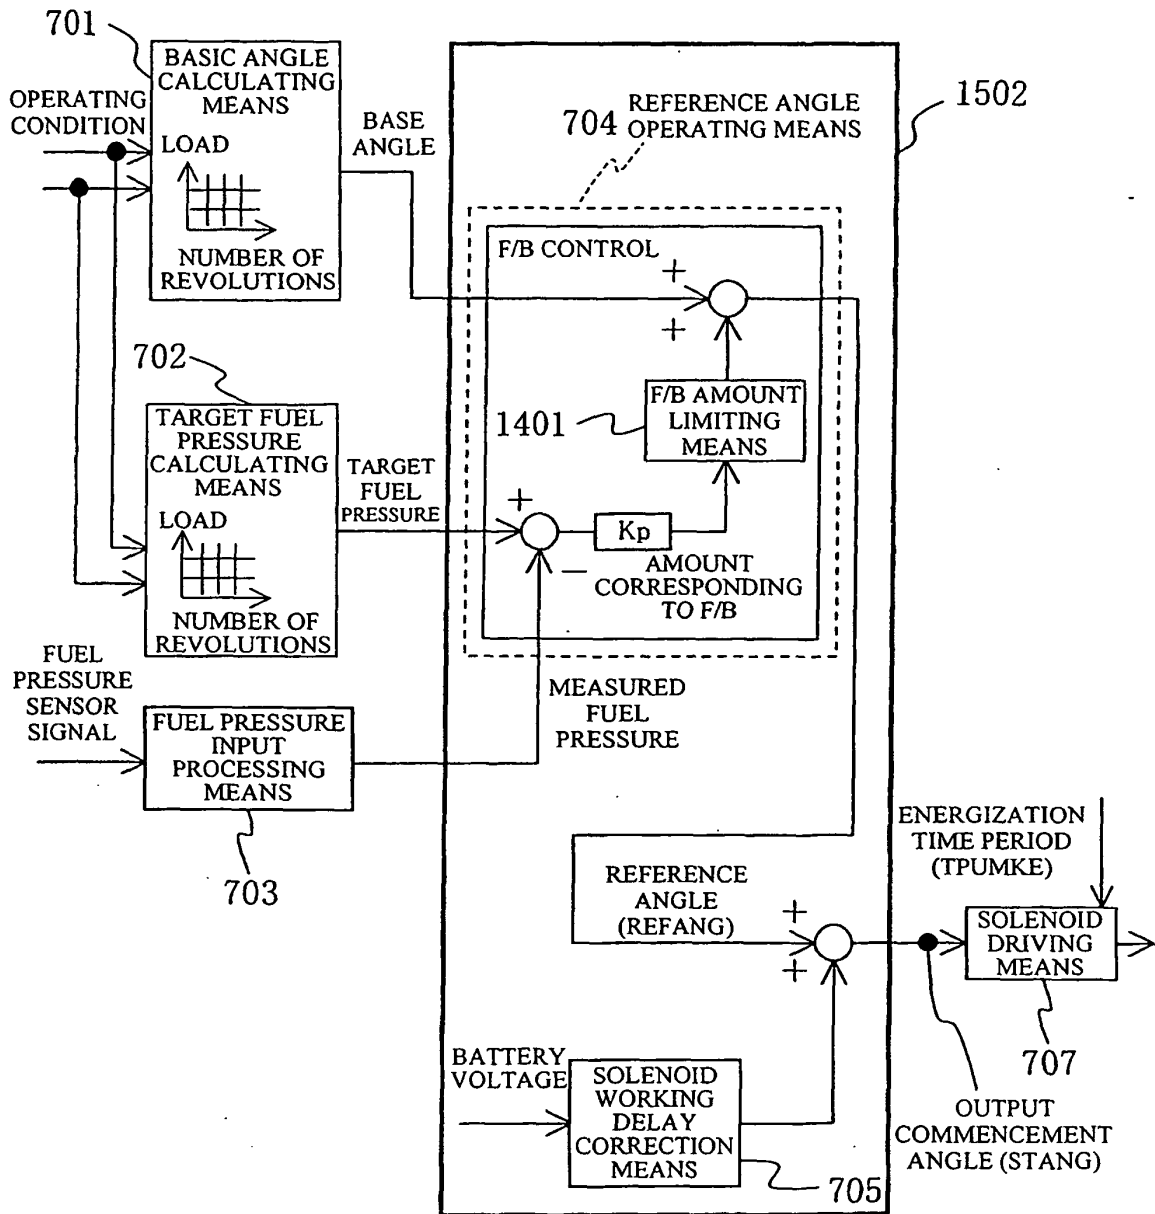 701
BASIC ANGLE
CALCULATING
MEANS
OPERATING
CONDITION
LOAD
NUMBER OF
REVOLUTIONS
BASE
ANGLE
704
REFERENCE ANGLE
OPERATING MEANS
1502
F/B CONTROL
+
+
702
TARGET FUEL
PRESSURE
CALCULATING
MEANS
LOAD
NUMBER OF
REVOLUTIONS
TARGET
FUEL
PRESSURE
1401
F/B AMOUNT
LIMITING
MEANS
+
−
Kp
AMOUNT
CORRESPONDING
TO F/B
FUEL
PRESSURE
SENSOR
SIGNAL
FUEL PRESSURE
INPUT
PROCESSING
MEANS
703
MEASURED
FUEL
PRESSURE
ENERGIZATION
TIME PERIOD
(TPUMKE)
REFERENCE
ANGLE
(REFANG)
+
+
SOLENOID
DRIVING
MEANS
707
BATTERY
VOLTAGE
SOLENOID
WORKING
DELAY
CORRECTION
MEANS
705
OUTPUT
COMMENCEMENT
ANGLE (STANG)